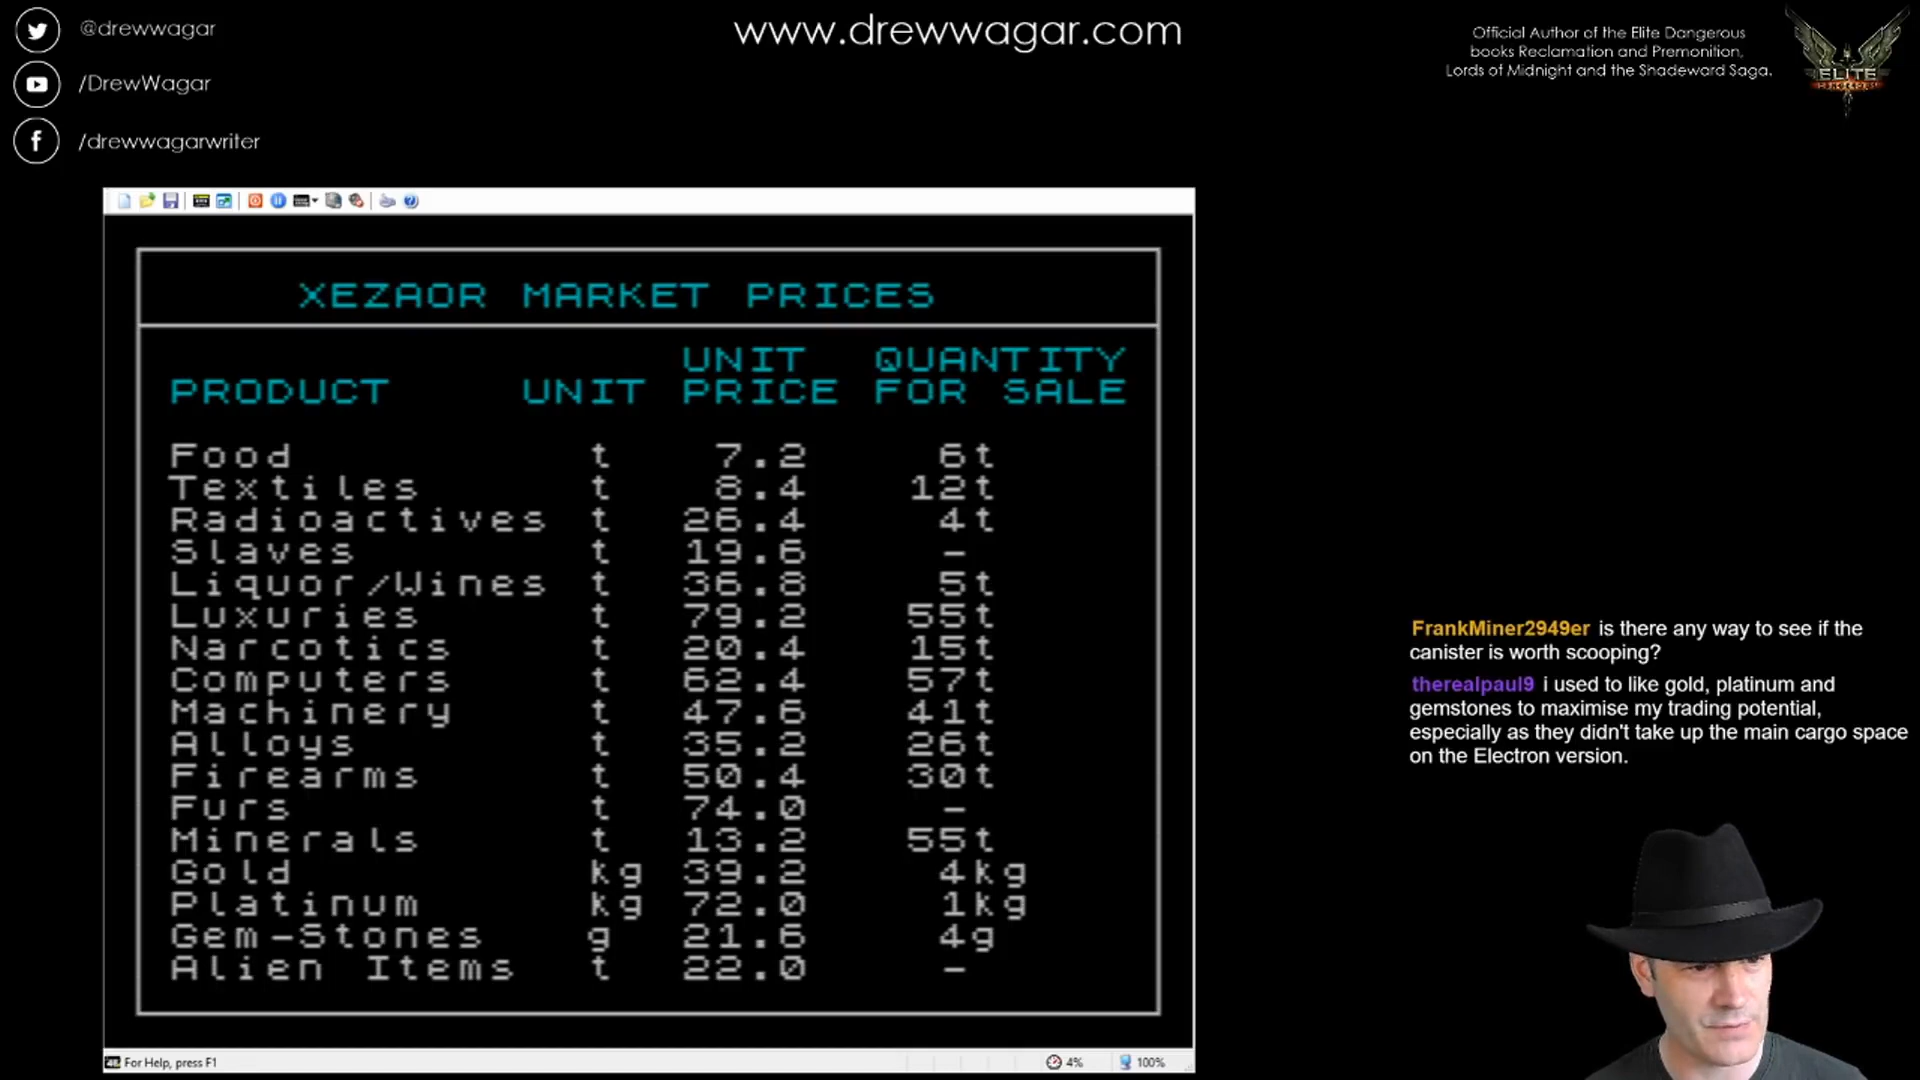 @drewwagar
/DrewWagar
/drewwagarwriter
www.drewwagar.com
Official Author of the Elite Dangerous
books Reclamation and Premonition,
Lords of Midnight and the Shadeward Saga.
ELITE
DANGEROUS
XEZAOR MARKET PRICES
UNIT QUANTITY
PRODUCT UNIT PRICE FOR SALE
Food t 7.2 6t
Textiles t 8.4 12t
Radioactives t 26.4 4t
Slaves t 19.6 -
Liquor/Wines t 36.8 5t
Luxuries t 79.2 55t
Narcotics t 20.4 15t
Computers t 62.4 57t
Machinery t 47.6 41t
Alloys t 35.2 26t
Firearms t 50.4 30t
Furs t 74.0 -
Minerals t 13.2 55t
Gold kg 39.2 4kg
Platinum kg 72.0 1kg
Gem-Stones g 21.6 4g
Alien Items t 22.0 -
For Help, press F1
4%
100%
FrankMiner2949er is there any way to see if the
canister is worth scooping?
therealpaul9 i used to like gold, platinum and
gemstones to maximise my trading potential,
especially as they didn't take up the main cargo space
on the Electron version.